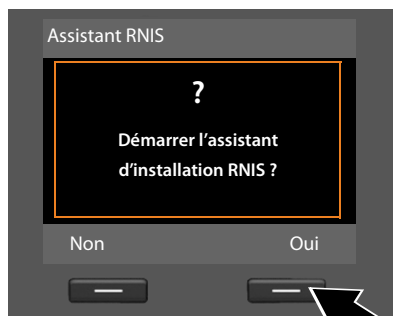 Assistant RNIS
?
Démarrer l’assistant
d’installation RNIS ?
Non Oui